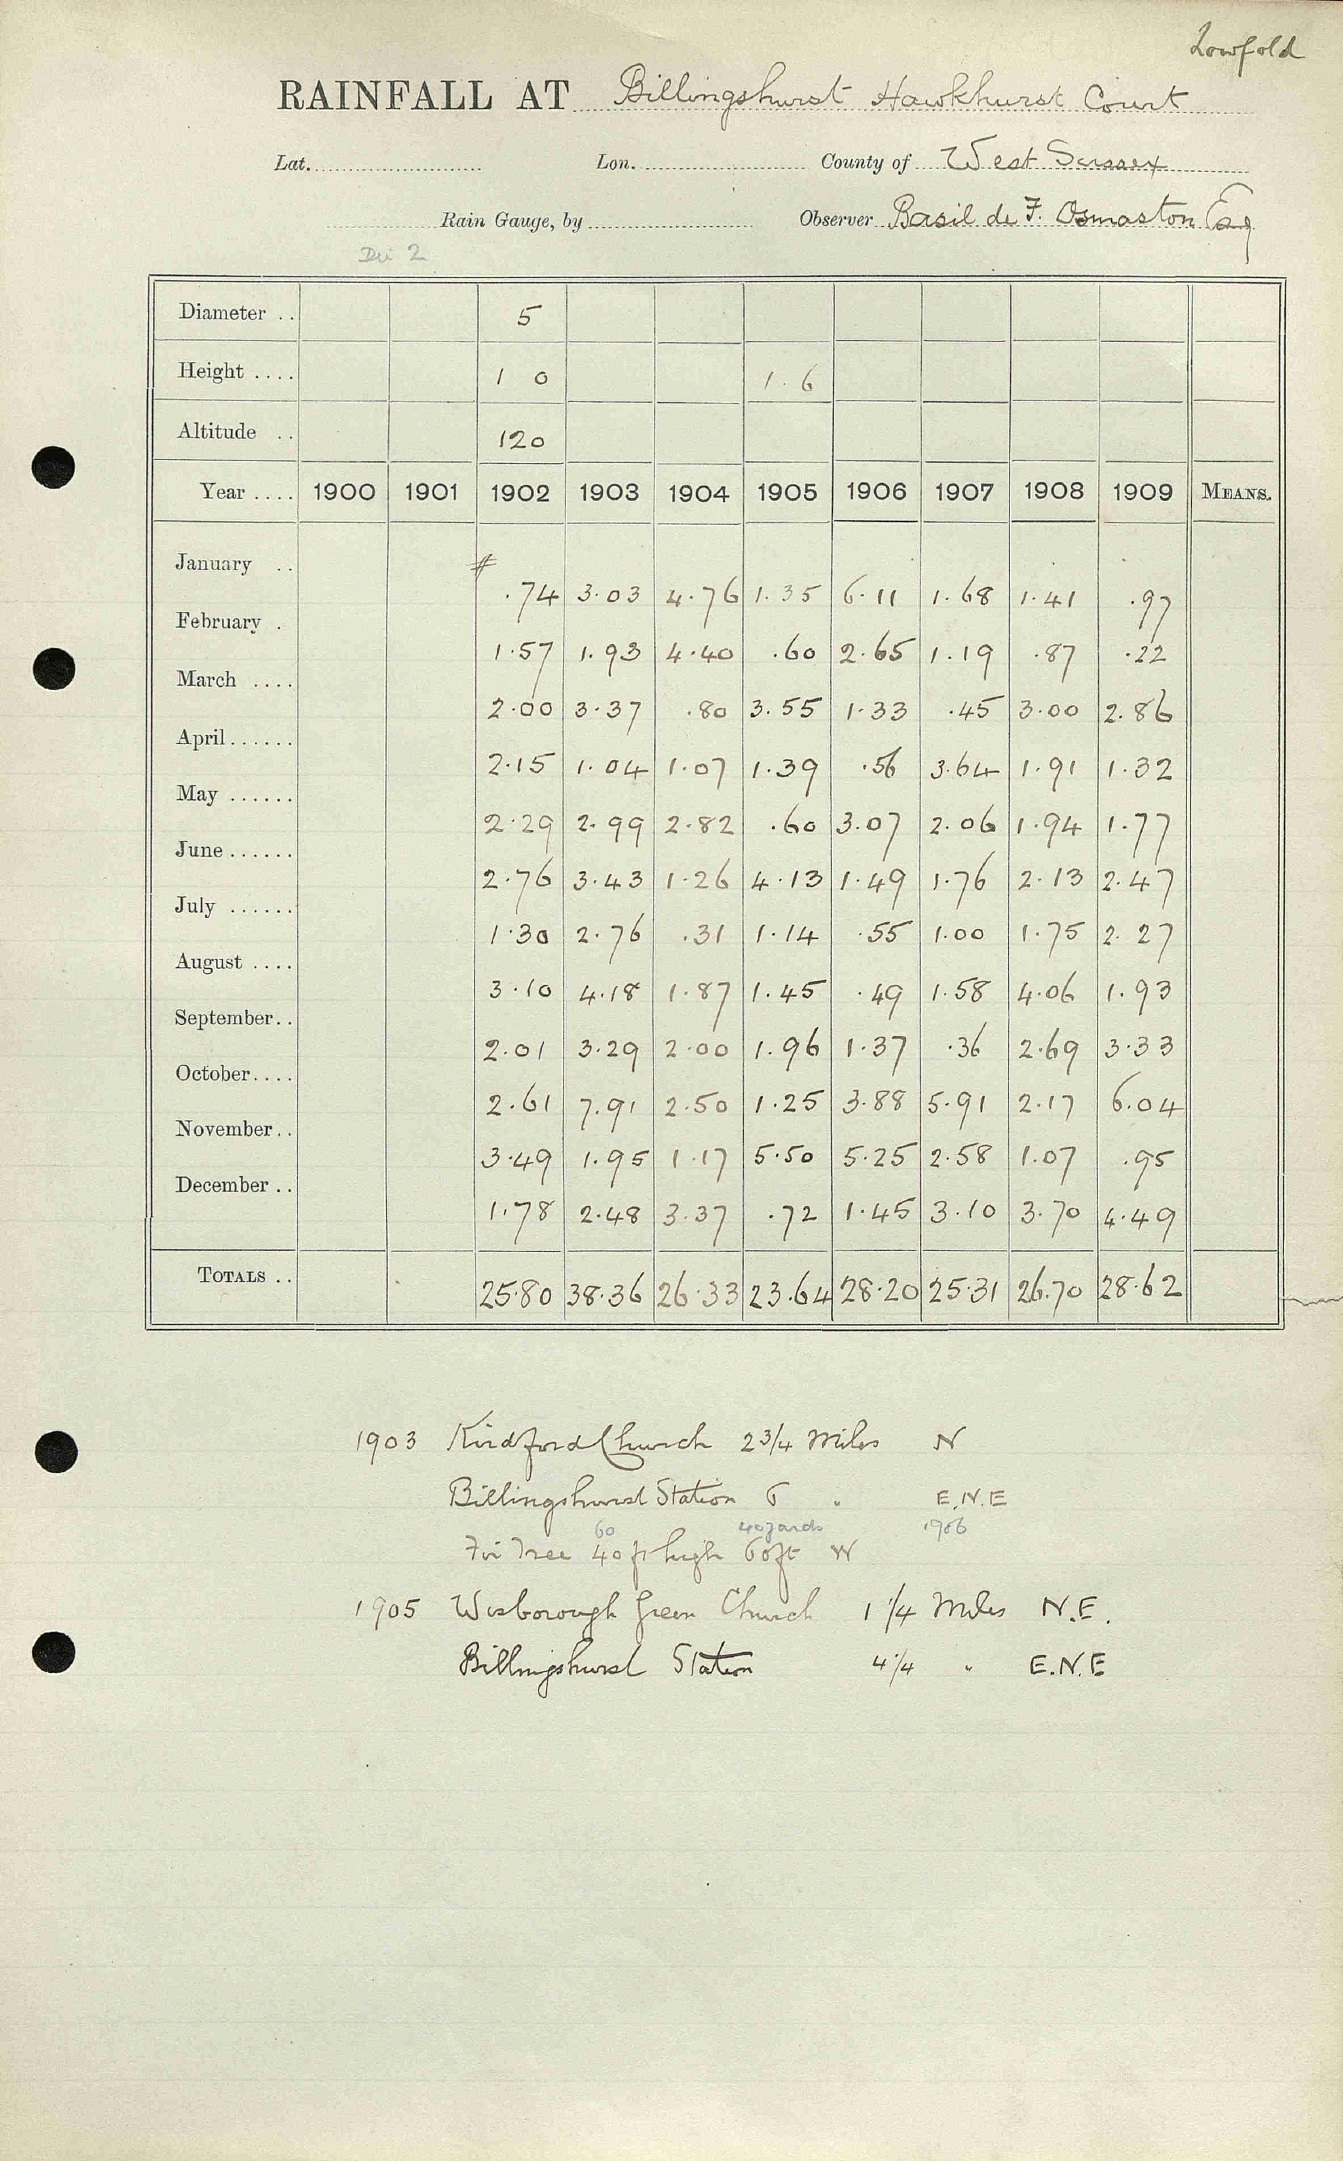 Lowfold
RAINFALL AT Billingshurst Hawkhurst Court
Lat. Lon. County of West Sussex
Rain Gauge, by Observer Basil de F. Osmaston Esq
Diameter .. 5
Height .... 1 0 1.6
Altitude .. 120
Year .... 1900 1901 1902 1903 1904 1905 1906 1907 1908 1909 MEANS.
January .. # .74 3.03 4.76 1.35 6.11 1.68 1.41 .97
February . 1.57 1.93 4.40 .60 2.65 1.19 .87 .22
March .... 2.00 3.37 .80 3.55 1.33 .45 3.00 2.86
April...... 2.15 1.04 1.07 1.39 .56 3.64 1.91 1.32
May ...... 2.29 2.99 2.82 .60 3.07 2.06 1.94 1.77
June...... 2.76 3.43 1.26 4.13 1.49 1.76 2.13 2.47
July ...... 1.30 2.76 .31 1.14 .55 1.00 1.75 2.27
August .... 3.10 4.18 1.87 1.45 .49 1.58 4.06 1.93
September.. 2.01 3.29 2.00 1.96 1.37 .36 2.69 3.33
October.... 2.61 7.91 2.50 1.25 3.88 5.91 2.17 6.04
November.. 3.49 1.95 1.17 5.50 5.25 2.58 1.07 .95
December .. 1.78 2.48 3.37 .72 1.45 3.10 3.70 4.49
TOTALS .. 25.80 38.36 26.33 23.64 28.20 25.31 26.70 28.62
1903 Kirdford Church 2 3/4 Miles N
Billingshurst Station 6 " E.N.E
60 40 yards 1906
Fir Tree 40 ft high 60ft W
1905 Wisborough Green Church 1 1/4 Miles N.E.
Billingshurst Station 4 1/4 " E.N.E